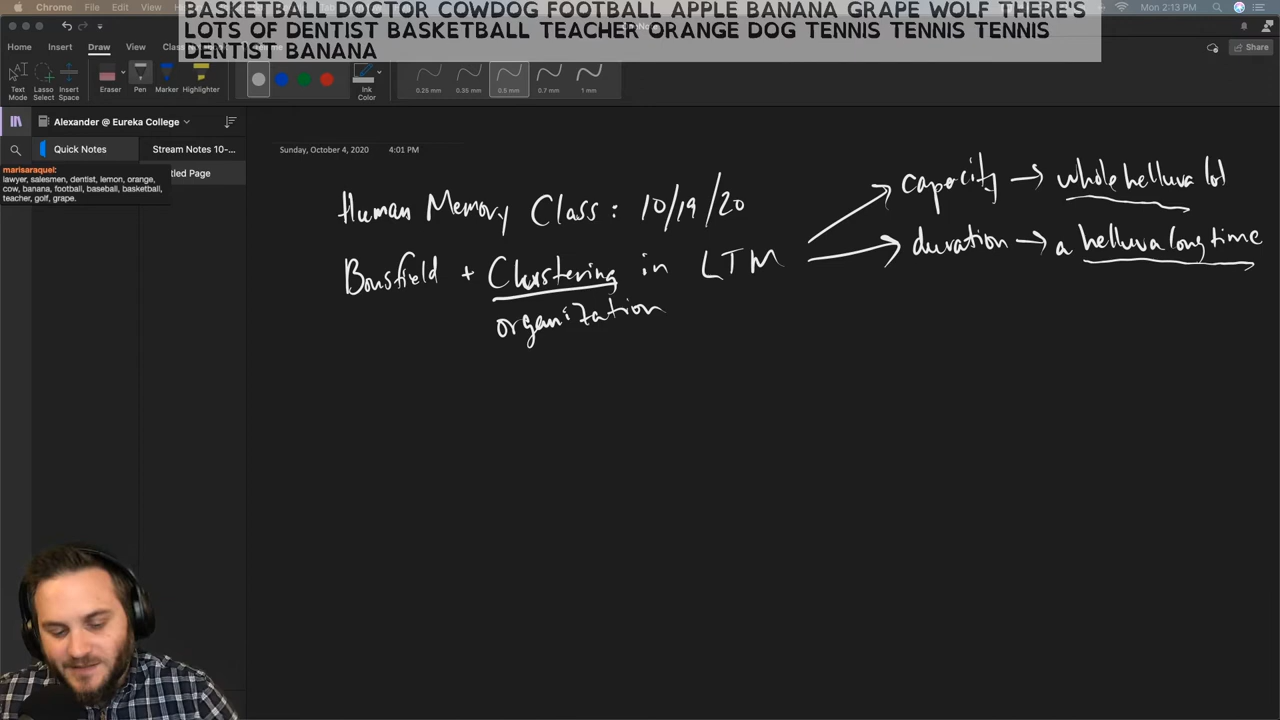 Chrome File Edit View Mon 2:13 PM
BASKETBALL DOCTOR COWDOG FOOTBALL APPLE BANANA GRAPE WOLF THERE'S
LOTS OF DENTIST BASKETBALL TEACHER ORANGE DOG TENNIS TENNIS TENNIS
DENTIST BANANA
Home Insert Draw View Class
Share
Text Mode
Lasso Select
Insert Space
Eraser
Pen
Marker
Highlighter
Ink Color
0.25 mm 0.35 mm 0.5 mm 0.7 mm 1 mm
Alexander @ Eureka College
Quick Notes
Stream Notes 10-...
marisaraquel:
lawyer, salesmen, dentist, lemon, orange,
cow, banana, football, baseball, basketball,
teacher, golf, grape.
tled Page
Sunday, October 4, 2020 4:01 PM
Human Memory Class: 10/19/20
Bousfield + Clustering in LTM
organization
capacity → whole helluva lot
duration → a helluva long time